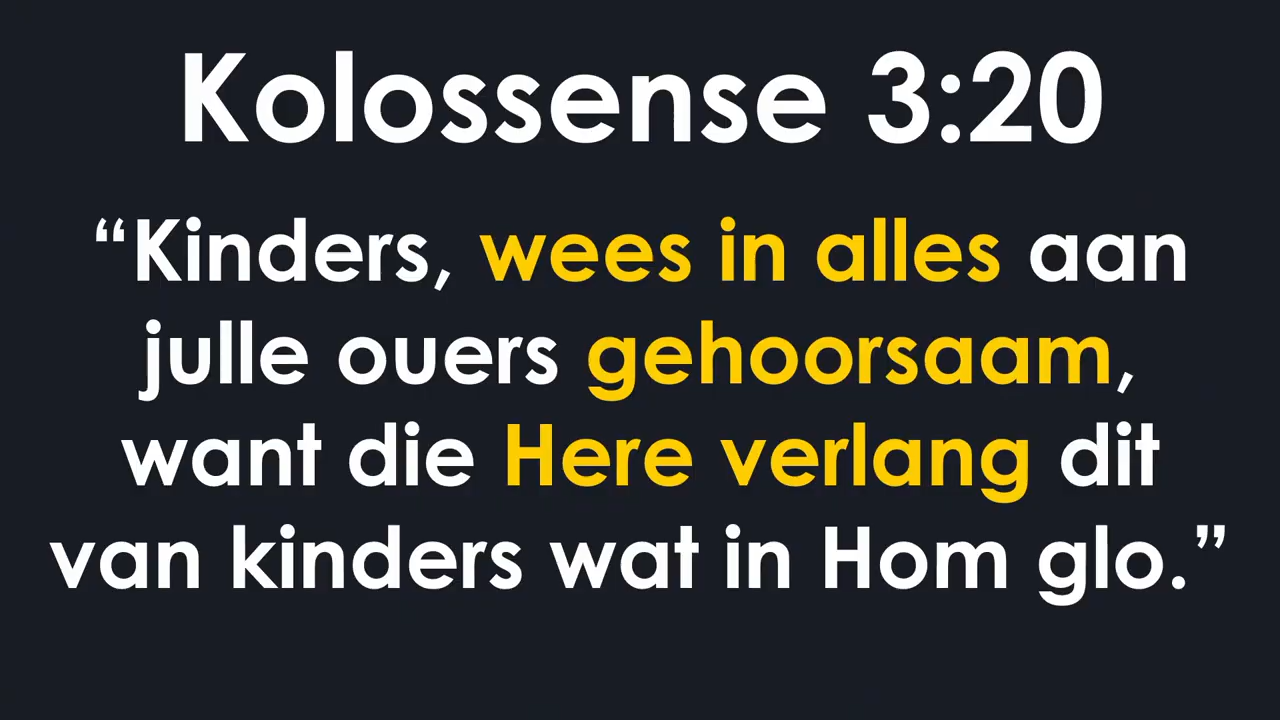 Kolossense 3:20
“Kinders, wees in alles aan
julle ouers gehoorsaam,
want die Here verlang dit
van kinders wat in Hom glo.”